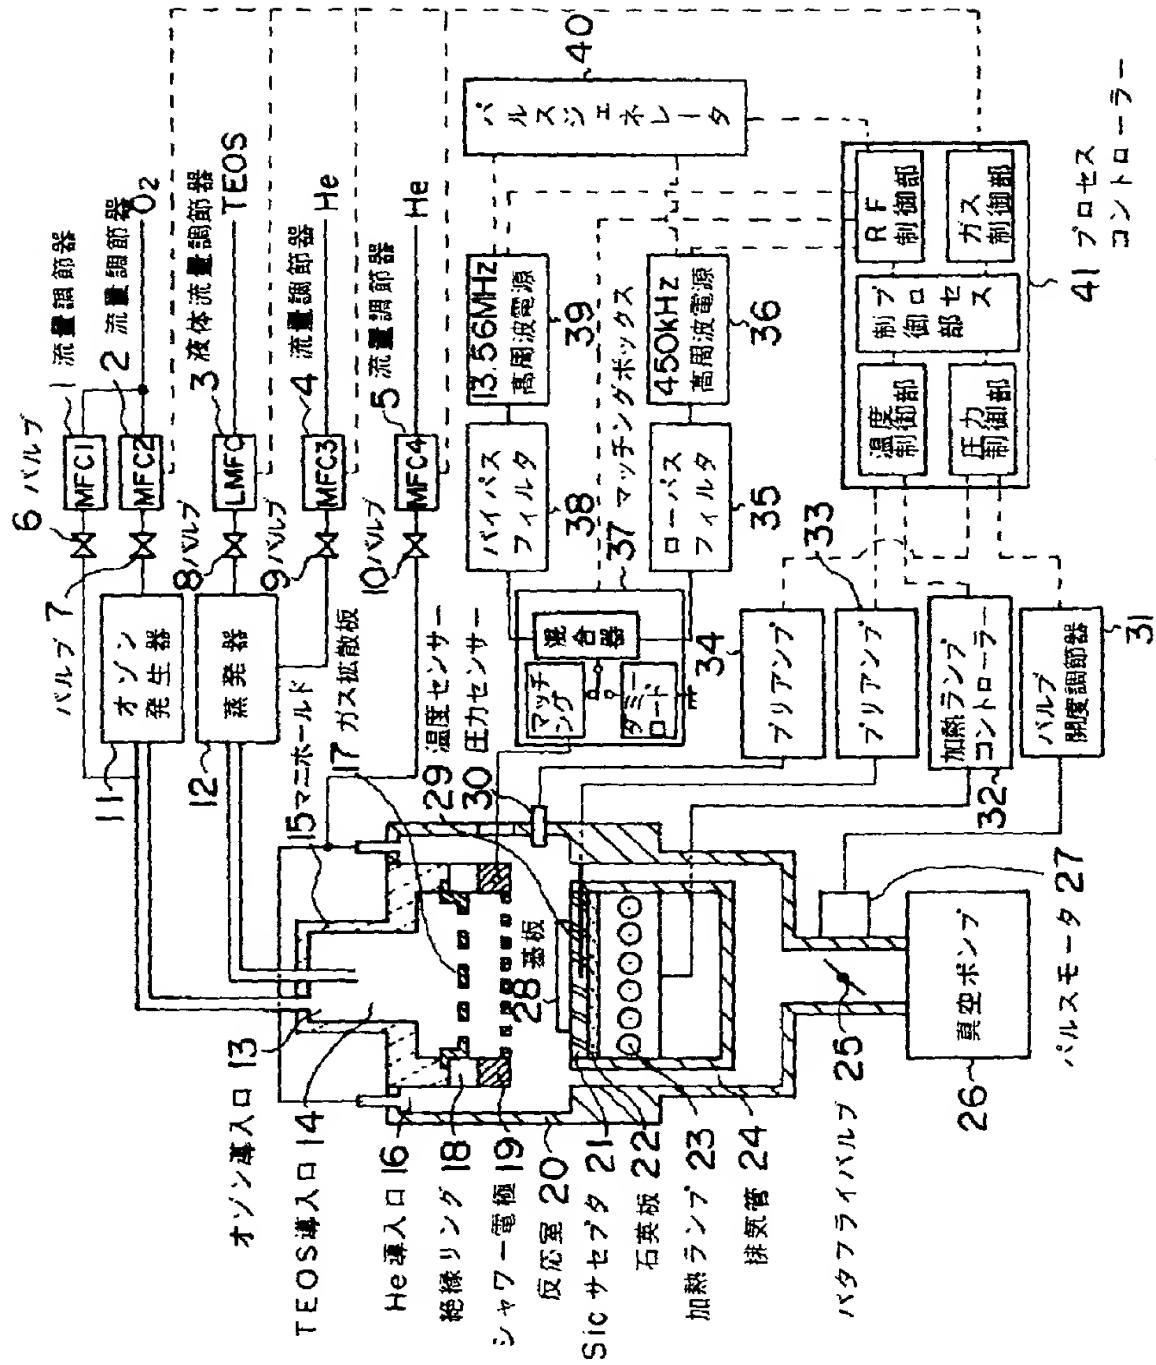 6 バルブ
1 流量調節器
2 流量調節器
O2
3 液体流量調節器
TEOS
4 流量調節器
He
5 流量調節器
He
MFC1
MFC2
LMFC
MFC3
MFC4
バルブ 7
8 バルブ
9 バルブ
10 バルブ
オゾン
発生器
11
蒸発器
12
15 マニホールド
17 ガス拡散板
29 温度センサー
30 圧力センサー
28 基板
オゾン導入口 13
TEOS導入口 14
He導入口 16
絶縁リング 18
シャワー電極 19
反応室 20
Sicサセプタ 21
石英板 22
加熱ランプ 23
排気管 24
バタフライバルブ 25
真空ポンプ
26
パルスモータ 27
バルブ
開度調節器
31
加熱ランプ
コントローラー
32
プリアンプ
33
プリアンプ
34
マッチング
混合器
ダミーロード
37 マッチングボックス
ハイパス
フィルタ
38
ローパス
フィルタ
35
13.56MHz
高周波電源
39
450kHz
高周波電源
36
パルスジェネレータ
40
温度
制御部
圧力
制御部
プロセス
制御部
RF
制御部
ガス
制御部
41 プロセス
コントローラー